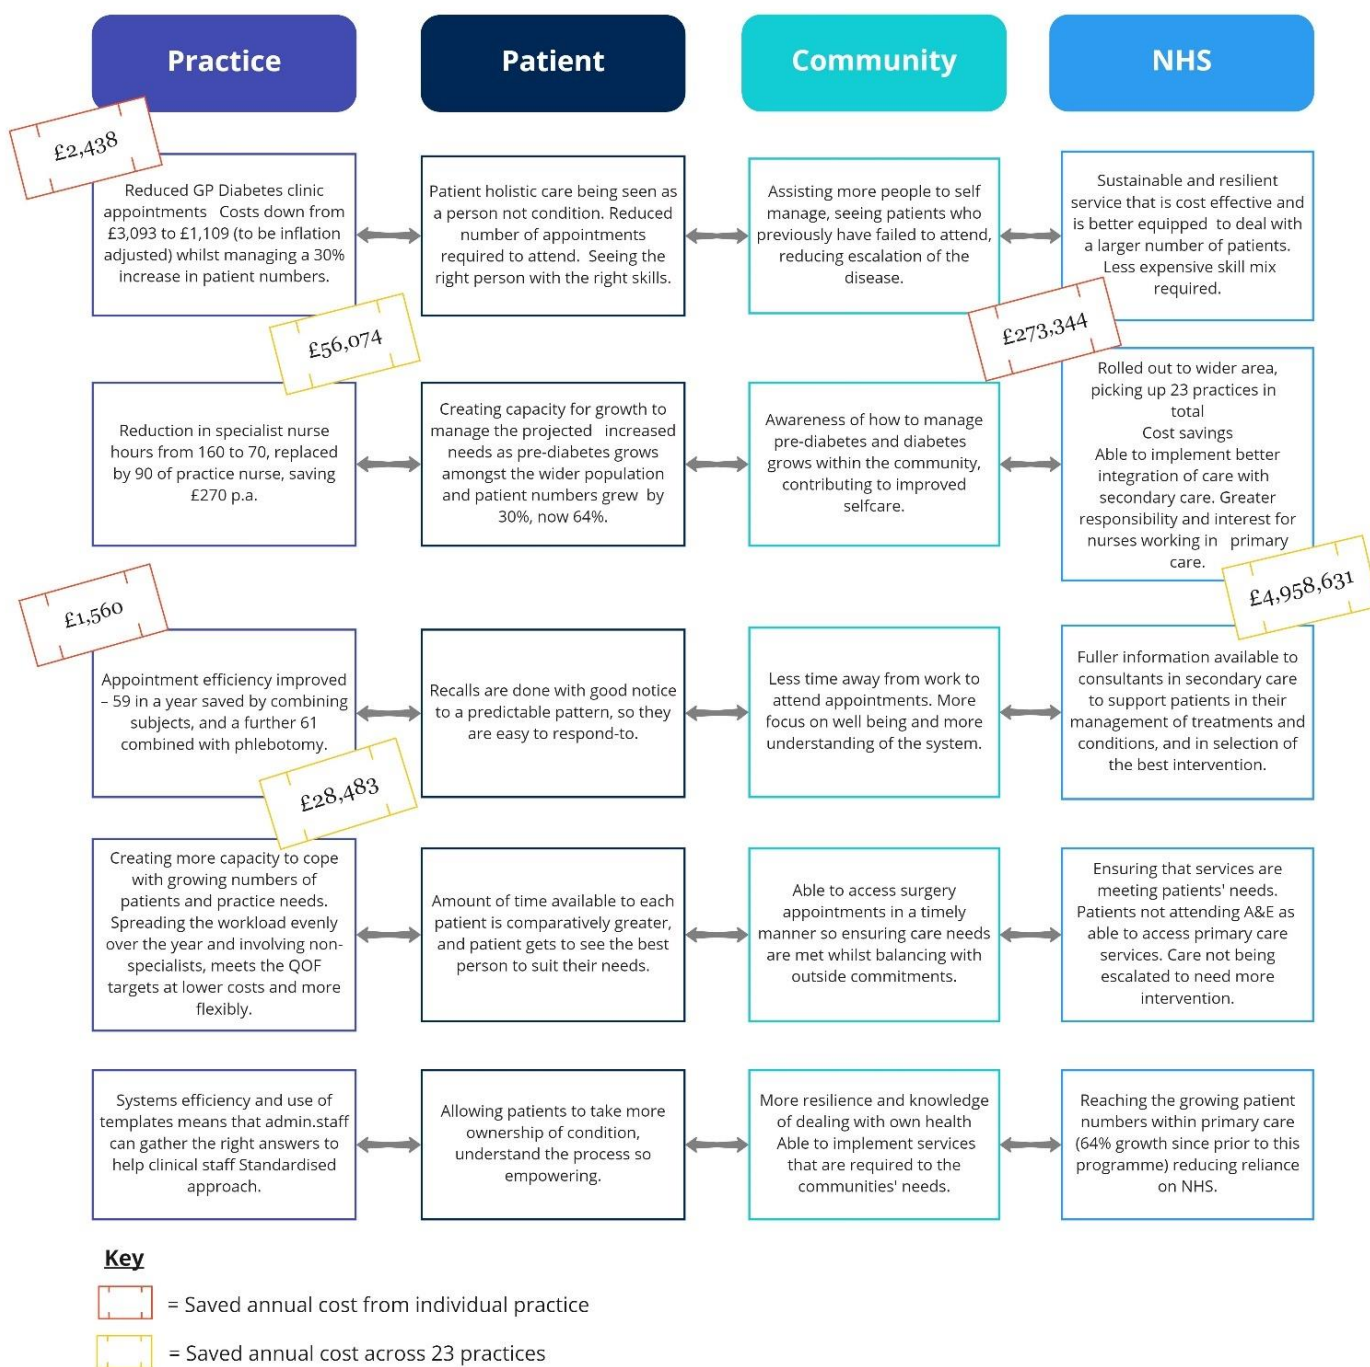 Practice
Patient
Community
NHS
£2,438
Reduced GP Diabetes clinic
appointments Costs down from
£3,093 to £1,109 (to be inflation
adjusted) whilst managing a 30%
increase in patient numbers.
Patient holistic care being seen as
a person not condition. Reduced
number of appointments
required to attend. Seeing the
right person with the right skills.
Assisting more people to self
manage, seeing patients who
previously have failed to attend,
reducing escalation of the
disease.
Sustainable and resilient
service that is cost effective and
is better equipped to deal with
a larger number of patients.
Less expensive skill mix
required.
£56,074
£273,344
Reduction in specialist nurse
hours from 160 to 70, replaced
by 90 of practice nurse, saving
£270 p.a.
Creating capacity for growth to
manage the projected increased
needs as pre-diabetes grows
amongst the wider population
and patient numbers grew by
30%, now 64%.
Awareness of how to manage
pre-diabetes and diabetes
grows within the community,
contributing to improved
selfcare.
Rolled out to wider area,
picking up 23 practices in
total
Cost savings
Able to implement better
integration of care with
secondary care. Greater
responsibility and interest for
nurses working in primary
care.
£1,560
£4,958,631
Appointment efficiency improved
– 59 in a year saved by combining
subjects, and a further 61
combined with phlebotomy.
Recalls are done with good notice
to a predictable pattern, so they
are easy to respond-to.
Less time away from work to
attend appointments. More
focus on well being and more
understanding of the system.
Fuller information available to
consultants in secondary care
to support patients in their
management of treatments and
conditions, and in selection of
the best intervention.
£28,483
Creating more capacity to cope
with growing numbers of
patients and practice needs.
Spreading the workload evenly
over the year and involving non-
specialists, meets the QOF
targets at lower costs and more
flexibly.
Amount of time available to each
patient is comparatively greater,
and patient gets to see the best
person to suit their needs.
Able to access surgery
appointments in a timely
manner so ensuring care needs
are met whilst balancing with
outside commitments.
Ensuring that services are
meeting patients' needs.
Patients not attending A&E as
able to access primary care
services. Care not being
escalated to need more
intervention.
Systems efficiency and use of
templates means that admin.staff
can gather the right answers to
help clinical staff Standardised
approach.
Allowing patients to take more
ownership of condition,
understand the process so
empowering.
More resilience and knowledge
of dealing with own health
Able to implement services
that are required to the
communities' needs.
Reaching the growing patient
numbers within primary care
(64% growth since prior to this
programme) reducing reliance
on NHS.
Key
= Saved annual cost from individual practice
= Saved annual cost across 23 practices